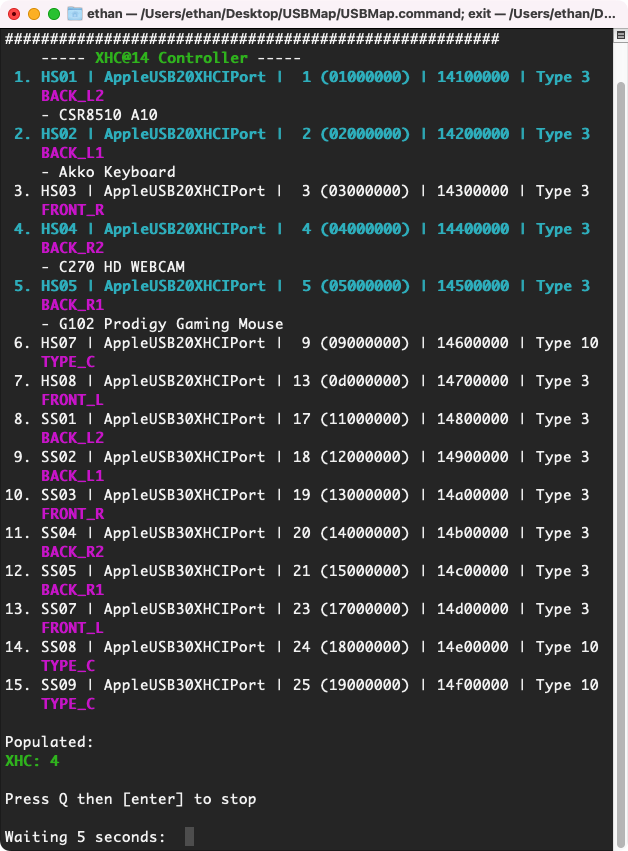 ethan — /Users/ethan/Desktop/USBMap/USBMap.command; exit — /Users/ethan/D...
#######################################################
----- XHC@14 Controller -----
1. HS01 | AppleUSB20XHCIPort |  1 (01000000) | 14100000 | Type 3
BACK_L2
- CSR8510 A10
2. HS02 | AppleUSB20XHCIPort |  2 (02000000) | 14200000 | Type 3
BACK_L1
- Akko Keyboard
3. HS03 | AppleUSB20XHCIPort |  3 (03000000) | 14300000 | Type 3
FRONT_R
4. HS04 | AppleUSB20XHCIPort |  4 (04000000) | 14400000 | Type 3
BACK_R2
- C270 HD WEBCAM
5. HS05 | AppleUSB20XHCIPort |  5 (05000000) | 14500000 | Type 3
BACK_R1
- G102 Prodigy Gaming Mouse
6. HS07 | AppleUSB20XHCIPort |  9 (09000000) | 14600000 | Type 10
TYPE_C
7. HS08 | AppleUSB20XHCIPort | 13 (0d000000) | 14700000 | Type 3
FRONT_L
8. SS01 | AppleUSB30XHCIPort | 17 (11000000) | 14800000 | Type 3
BACK_L2
9. SS02 | AppleUSB30XHCIPort | 18 (12000000) | 14900000 | Type 3
BACK_L1
10. SS03 | AppleUSB30XHCIPort | 19 (13000000) | 14a00000 | Type 3
FRONT_R
11. SS04 | AppleUSB30XHCIPort | 20 (14000000) | 14b00000 | Type 3
BACK_R2
12. SS05 | AppleUSB30XHCIPort | 21 (15000000) | 14c00000 | Type 3
BACK_R1
13. SS07 | AppleUSB30XHCIPort | 23 (17000000) | 14d00000 | Type 3
FRONT_L
14. SS08 | AppleUSB30XHCIPort | 24 (18000000) | 14e00000 | Type 10
TYPE_C
15. SS09 | AppleUSB30XHCIPort | 25 (19000000) | 14f00000 | Type 10
TYPE_C
Populated:
XHC: 4
Press Q then [enter] to stop
Waiting 5 seconds: